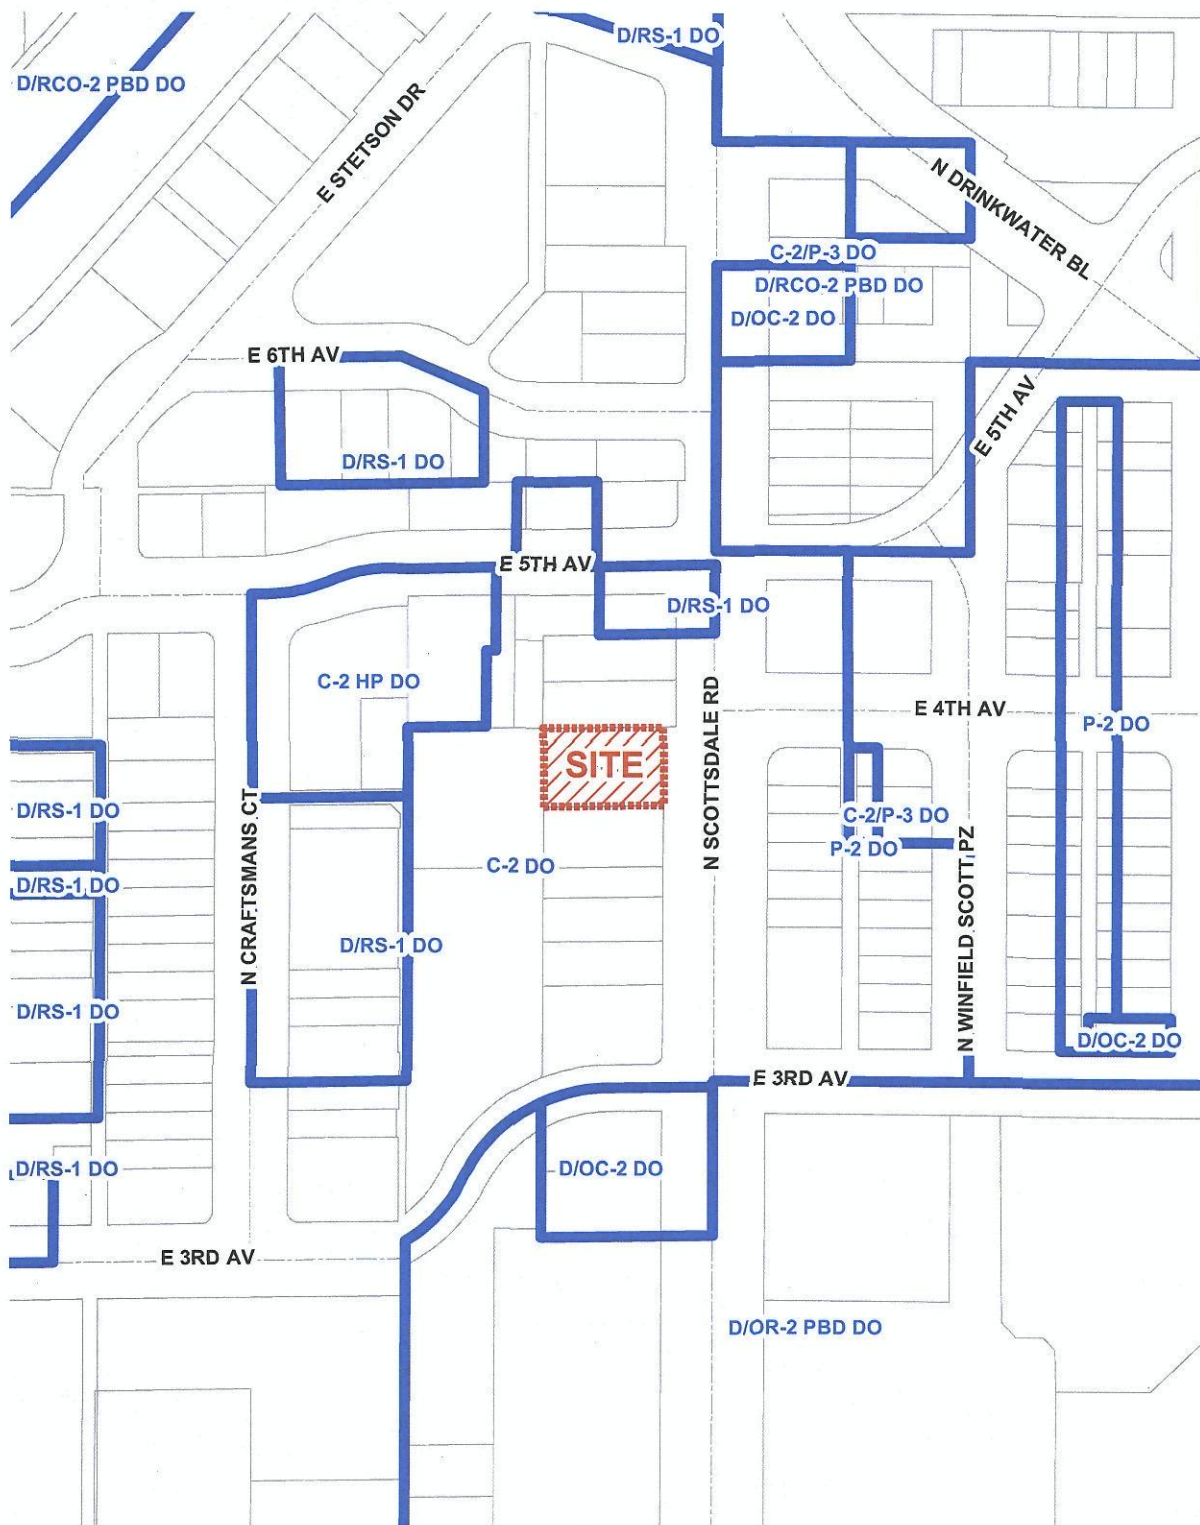 D/RS-1 DO
D/RCO-2 PBD DO
E STETSON DR
N DRINKWATER BL
C-2/P-3 DO
D/RCO-2 PBD DO
D/OC-2 DO
E 6TH AV
E 5TH AV
D/RS-1 DO
E 5TH AV
D/RS-1 DO
C-2 HP DO
N SCOTTSDALE RD
E 4TH AV
P-2 DO
SITE
D/RS-1 DO
C-2/P-3 DO
P-2 DO
C-2 DO
D/RS-1 DO
N CRAFTSMANS CT
D/RS-1 DO
N WINFIELD SCOTT PZ
D/RS-1 DO
D/OC-2 DO
E 3RD AV
D/RS-1 DO
D/OC-2 DO
E 3RD AV
D/OR-2 PBD DO